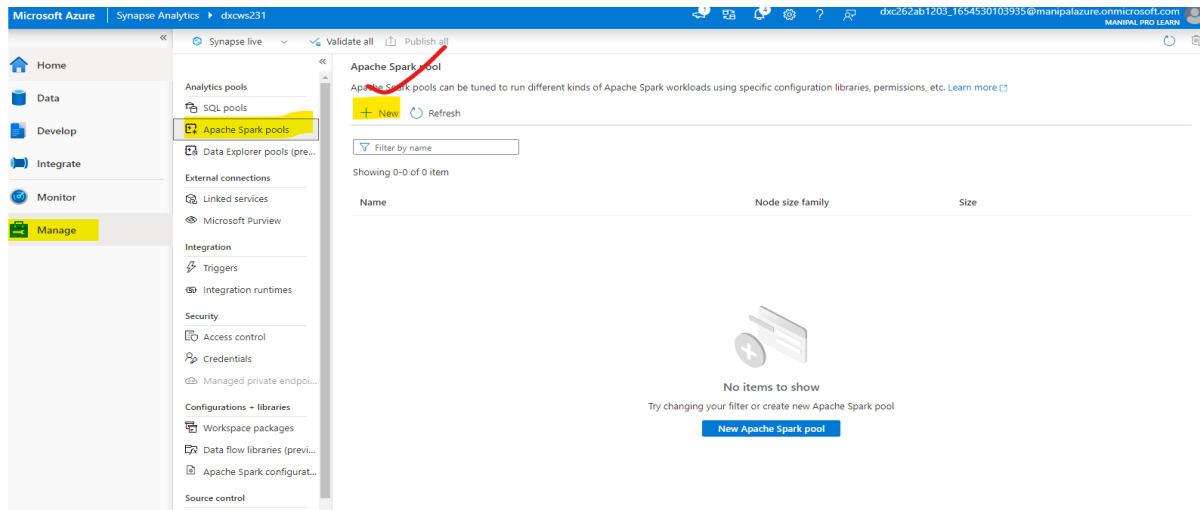 Microsoft Azure
Synapse Analytics
dxcws231
1
4
?
dxc262ab1203_1654530103935@manipalazure.onmicrosoft.com
MANIPAL PRO LEARN
Home
Data
Develop
Integrate
Monitor
Manage
Synapse live
Validate all
Publish all
Analytics pools
SQL pools
Apache Spark pools
Data Explorer pools (pre...
External connections
Linked services
Microsoft Purview
Integration
Triggers
Integration runtimes
Security
Access control
Credentials
Managed private endpoi...
Configurations + libraries
Workspace packages
Data flow libraries (previ...
Apache Spark configurat...
Source control
Apache Spark pool
Apache Spark pools can be tuned to run different kinds of Apache Spark workloads using specific configuration libraries, permissions, etc. Learn more
New
Refresh
Filter by name
Showing 0-0 of 0 item
Name Node size family Size
No items to show
Try changing your filter or create new Apache Spark pool
New Apache Spark pool